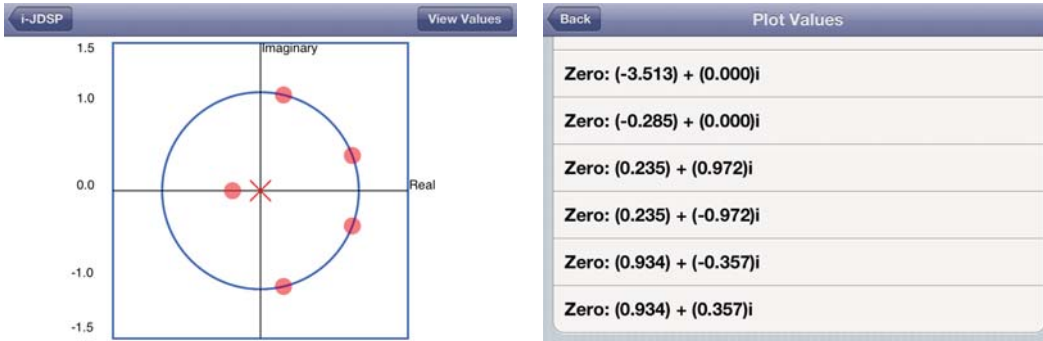 i-JDSP
View Values
1.5
Imaginary
1.0
0.0
Real
-1.0
-1.5
Back
Plot Values
Zero: (-3.513) + (0.000)i
Zero: (-0.285) + (0.000)i
Zero: (0.235) + (0.972)i
Zero: (0.235) + (-0.972)i
Zero: (0.934) + (-0.357)i
Zero: (0.934) + (0.357)i